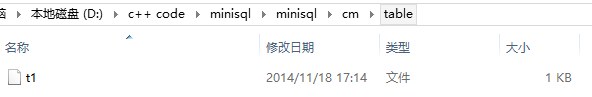 脑 › 本地磁盘 (D:) › c++ code › minisql › minisql › cm › table
名称 修改日期 类型 大小
t1 2014/11/18 17:14 文件 1 KB